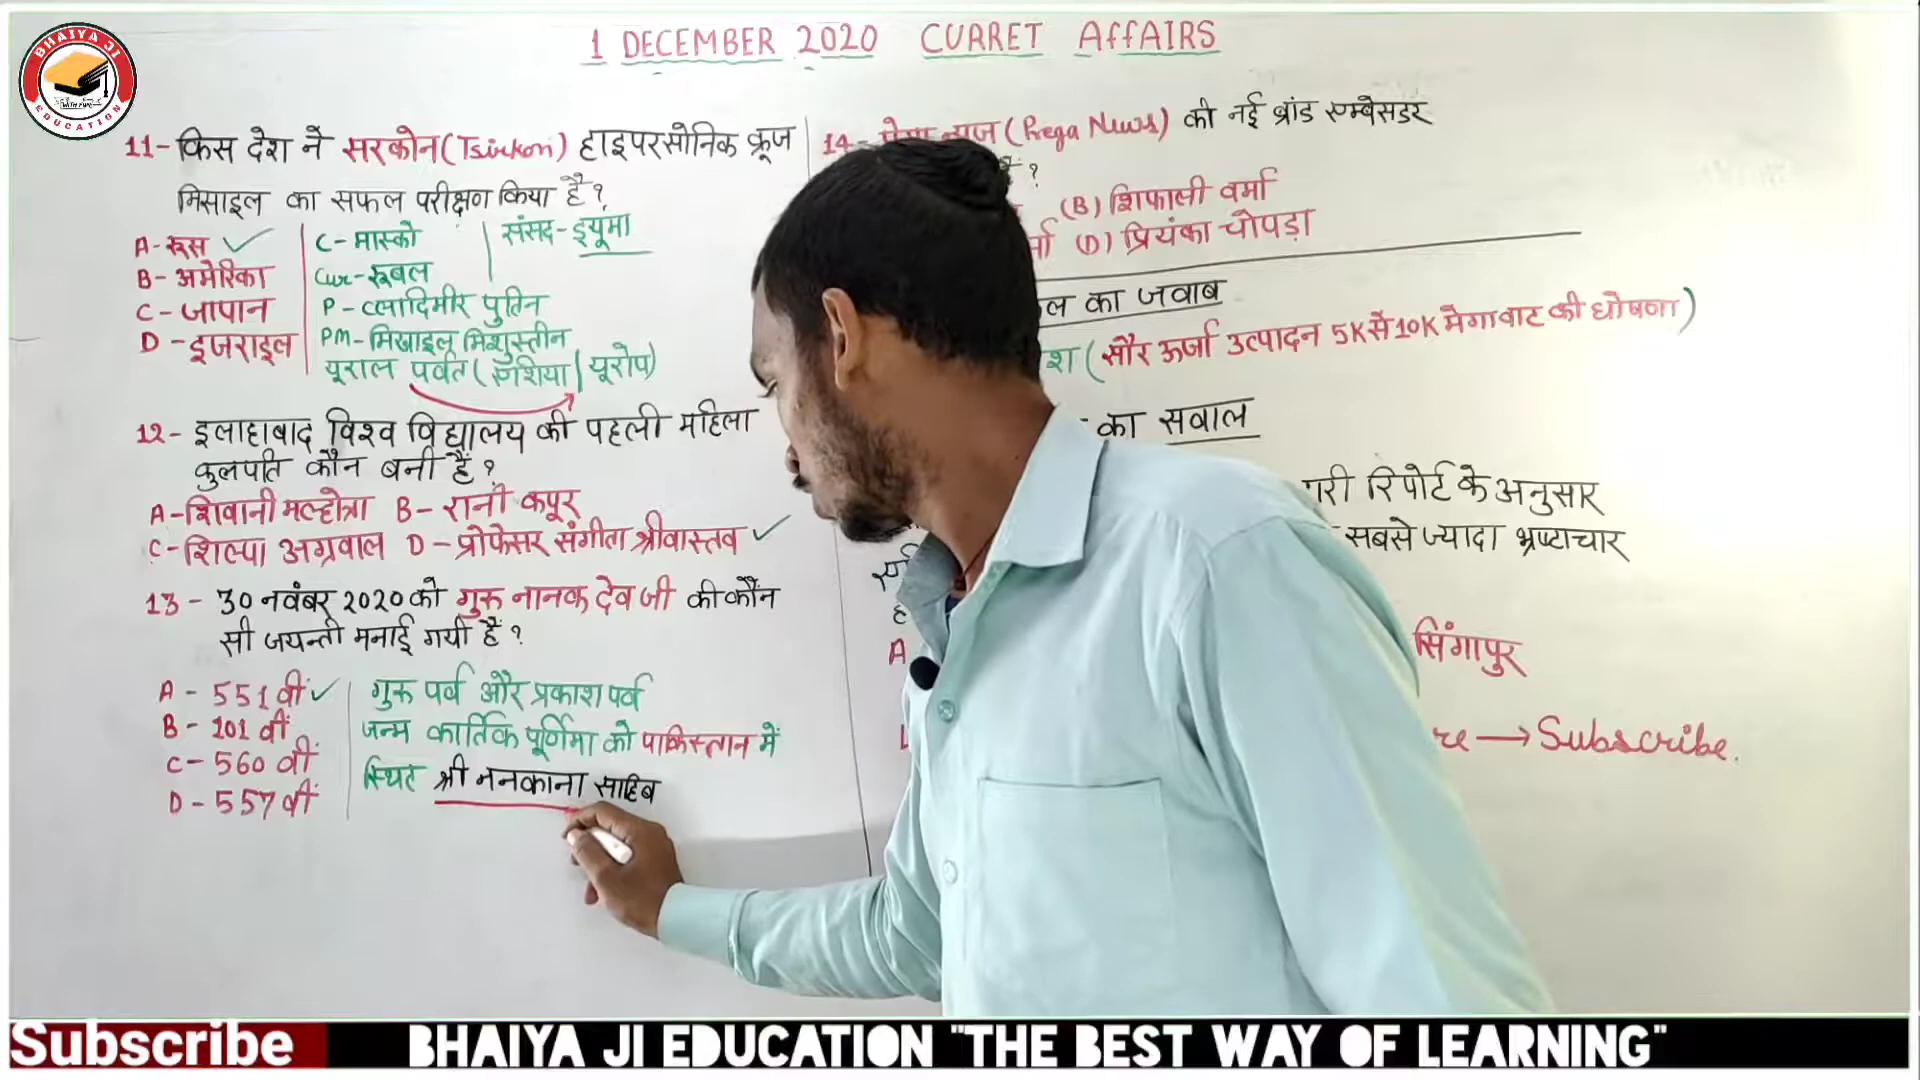 BHAIYA JI
EDUCATION
1 DECEMBER 2020 CURRET AFFAIRS
11- किस देश ने सरकोन (Tsirkon) हाइपरसोनिक क्रूज
मिसाइल का सफल परीक्षण किया है?
A- रूस ✓
B- अमेरिका
C- जापान
D- इजराइल
C- मास्को
Cur- रूबल
P- व्लादिमीर पुतिन
PM- मिखाइल मिशुस्तीन
यूराल पर्वत (एशिया | यूरोप)
संसद- ड्यूमा
12- इलाहाबाद विश्व विद्यालय की पहली महिला
कुलपति कौन बनी हैं?
A- शिवानी मल्होत्रा B- रानी कपूर
C- शिल्पा अग्रवाल D- प्रोफेसर संगीता श्रीवास्तव ✓
13- 30 नवंबर 2020 को गुरु नानक देव जी की कौन
सी जयन्ती मनाई गयी हैं?
A- 551 वीं ✓
B- 101 वीं
C- 560 वीं
D- 557 वीं
गुरु पर्व और प्रकाश पर्व
जन्म कार्तिक पूर्णिमा को पाकिस्तान में
स्थित श्री ननकाना साहिब
14- (Prega News) की नई ब्रांड एम्बेसडर
?
(B) शिफाली वर्मा
(D) प्रियंका चोपड़ा
का जवाब
(सौर ऊर्जा उत्पादन 5K से 10K मेगावाट की घोषणा)
का सवाल
रिपोर्ट के अनुसार
सबसे ज्यादा भ्रष्टाचार
A
सिंगापुर
→ Subscribe.
Subscribe BHAIYA JI EDUCATION "THE BEST WAY OF LEARNING"